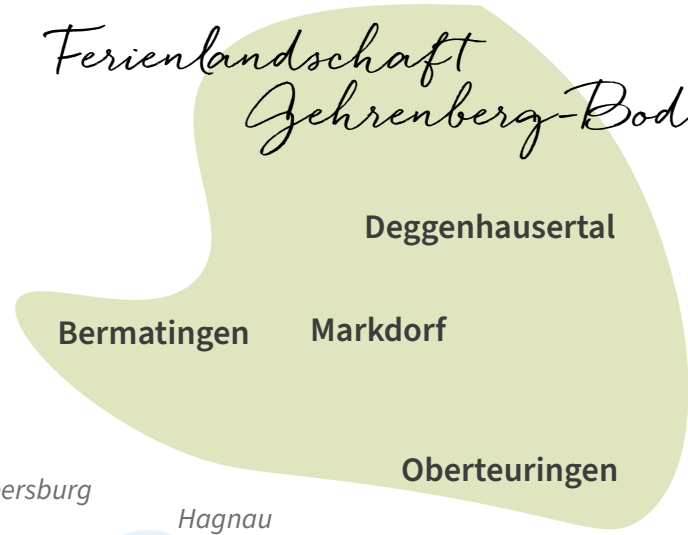 Ferienlandschaft
Gehrenberg-Bod
Deggenhausertal
Bermatingen
Markdorf
Oberteuringen
ersburg
Hagnau